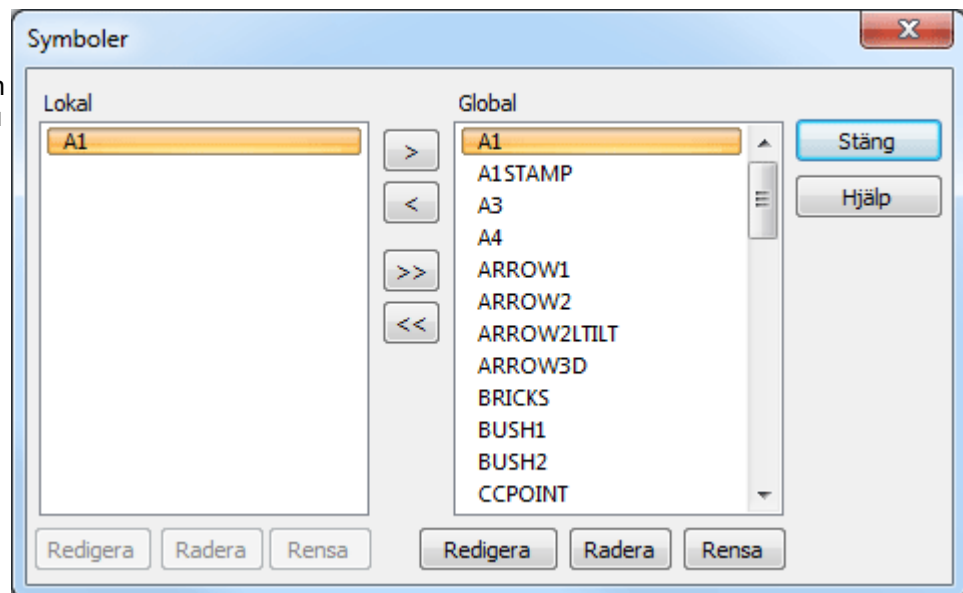 Symboler
Lokal
A1
>
<
>>
<<
Global
A1
A1STAMP
A3
A4
ARROW1
ARROW2
ARROW2LTILT
ARROW3D
BRICKS
BUSH1
BUSH2
CCPOINT
Stäng
Hjälp
Redigera Radera Rensa
Redigera Radera Rensa